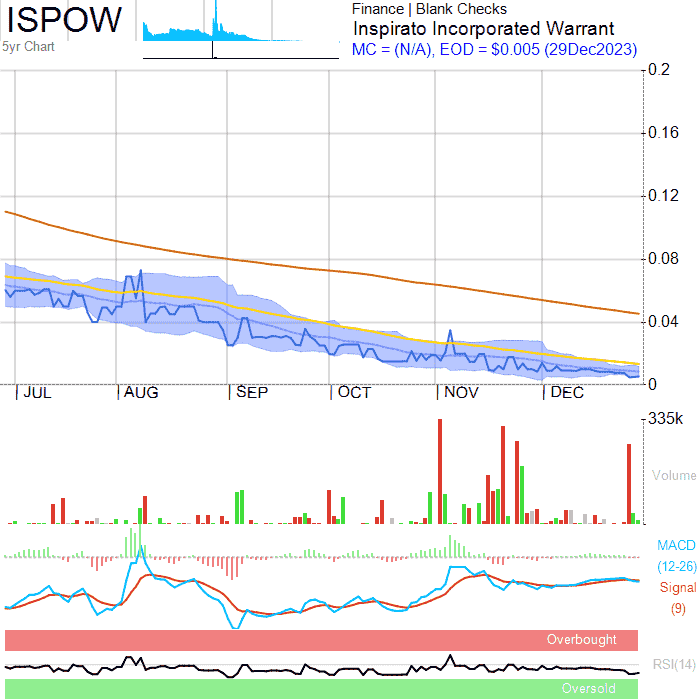 ISPOW
5yr Chart
Finance | Blank Checks
Inspirato Incorporated Warrant
MC = (N/A), EOD = $0.005 (29Dec2023)
0.2
0.16
0.12
0.08
0.04
0
JUL AUG SEP OCT NOV DEC
335k
Volume
MACD
(12-26)
Signal
(9)
Overbought
RSI(14)
Oversold